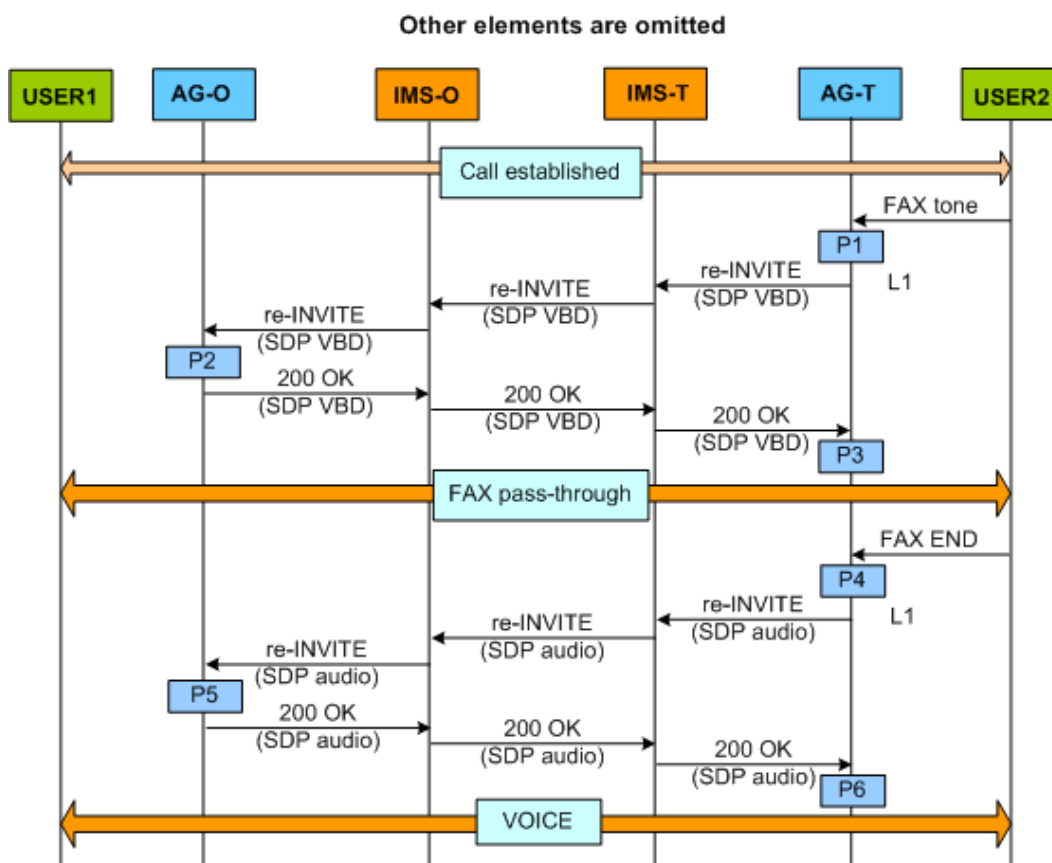 Other elements are omitted
USER1 AG-O IMS-O IMS-T AG-T USER2
Call established
FAX tone
P1
L1
re-INVITE
(SDP VBD)
re-INVITE
(SDP VBD)
re-INVITE
(SDP VBD)
P2
200 OK
(SDP VBD)
200 OK
(SDP VBD)
200 OK
(SDP VBD)
P3
FAX pass-through
FAX END
P4
L1
re-INVITE
(SDP audio)
re-INVITE
(SDP audio)
re-INVITE
(SDP audio)
P5
200 OK
(SDP audio)
200 OK
(SDP audio)
200 OK
(SDP audio)
P6
VOICE